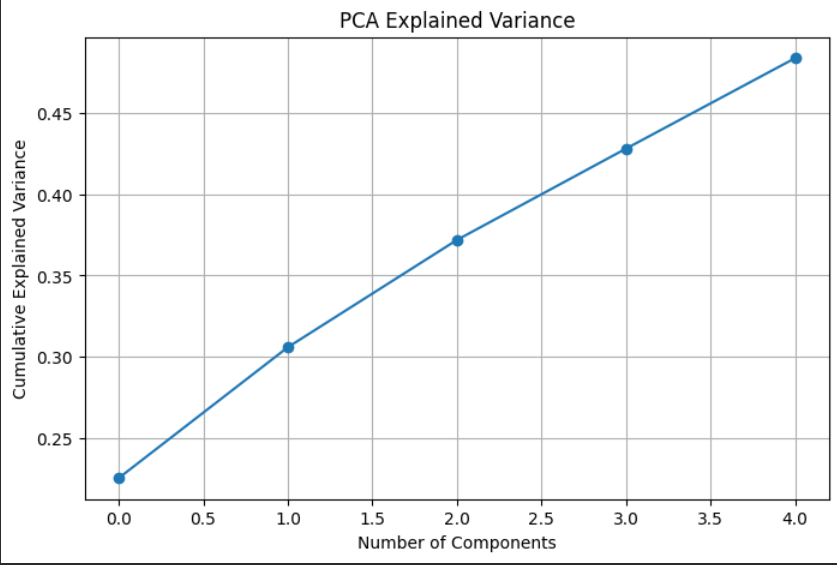 PCA Explained Variance
Cumulative Explained Variance
0.45
0.40
0.35
0.30
0.25
0.0 0.5 1.0 1.5 2.0 2.5 3.0 3.5 4.0
Number of Components